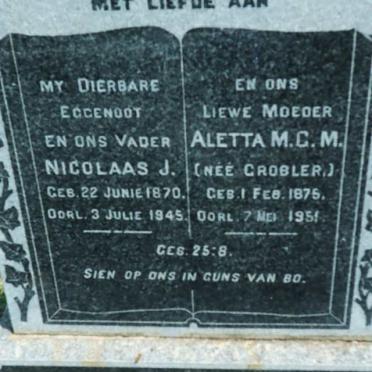 MET LIEFDE AAN
MY DIERBARE
EGGENOOT
EN ONS VADER
NICOLAAS J.
GEB. 22 JUNIE 1870.
OORL. 3 JULIE 1945.
EN ONS
LIEWE MOEDER
ALETTA M.C.M.
(NÉE GROBLER,)
GEB. 1 FEB. 1875.
OORL. 7 MEI 1951.
GES. 25:8.
SIEN OP ONS IN GUNS VAN BO.